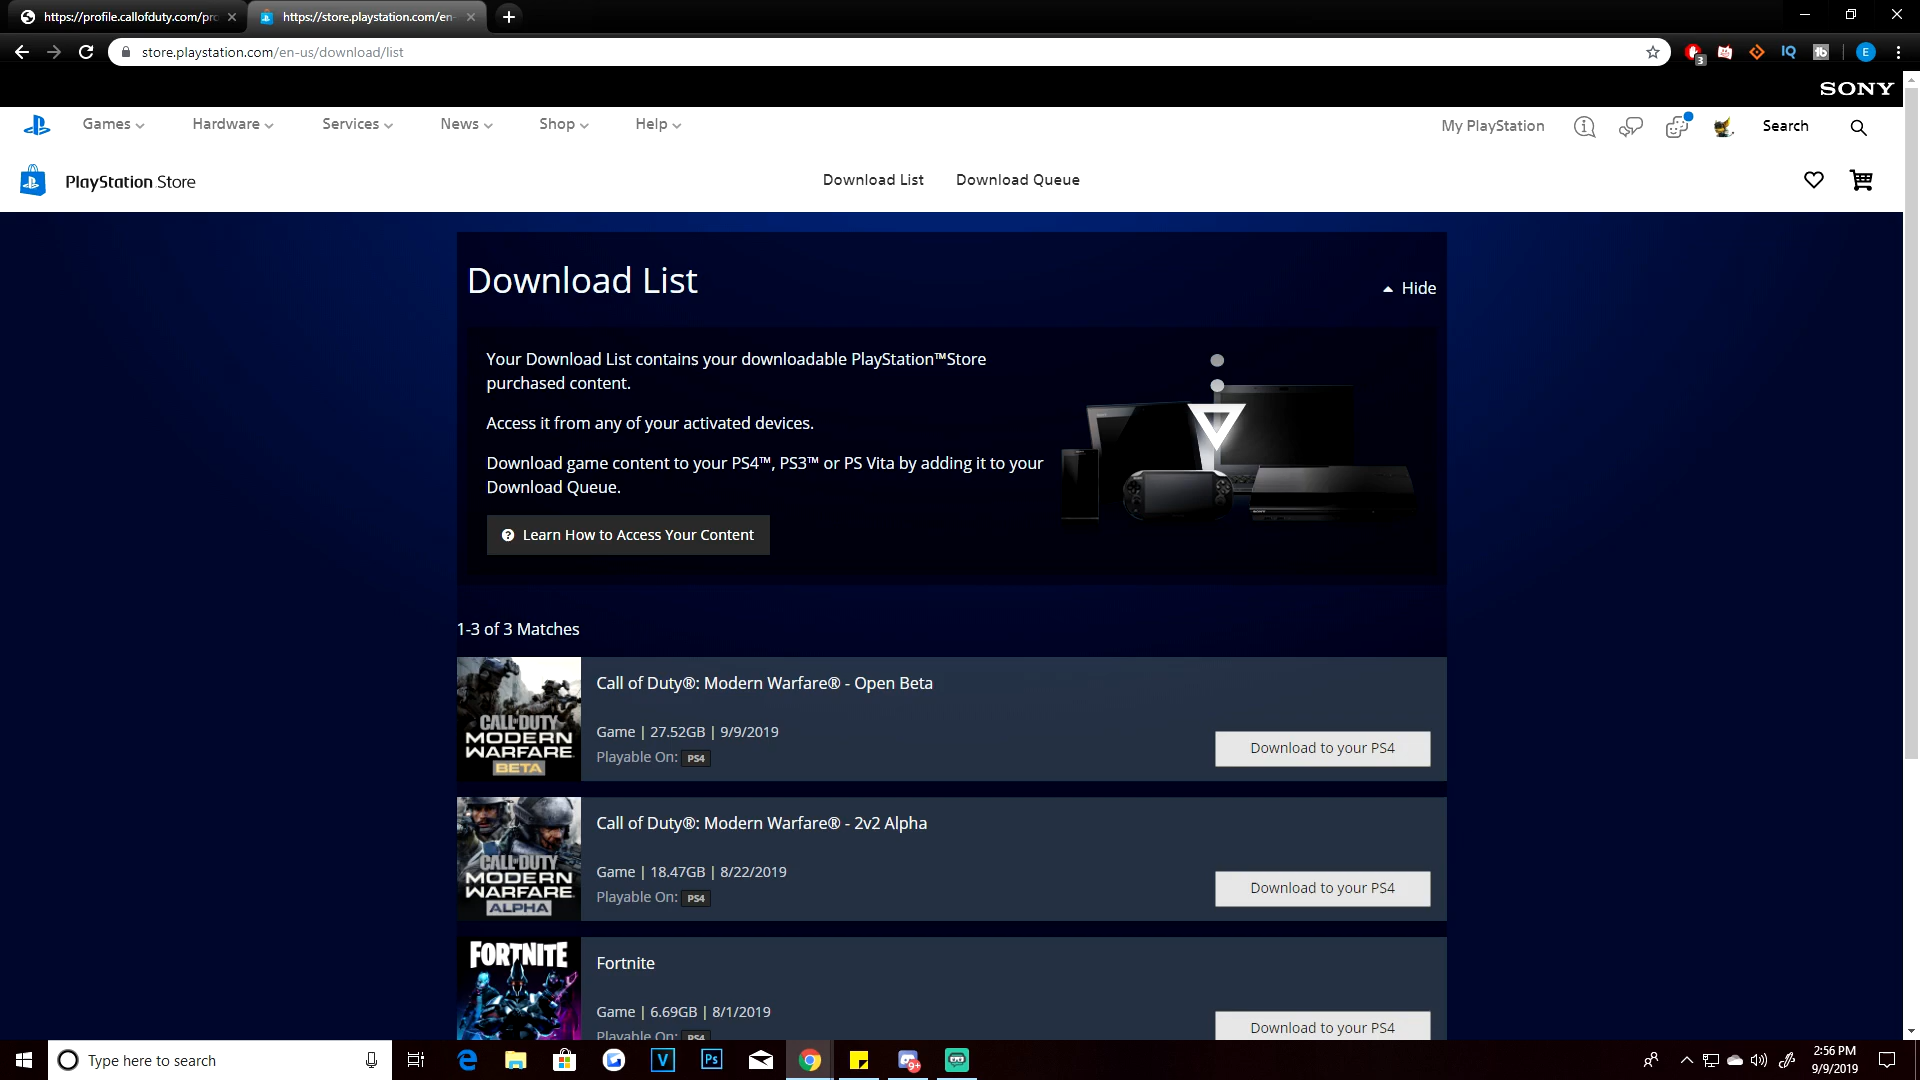 https://profile.callofduty.com/pro
https://store.playstation.com/en-
store.playstation.com/en-us/download/list
3
IQ
tb
E
SONY
Games
Hardware
Services
News
Shop
Help
My PlayStation
Search
PlayStation Store
Download List
Download Queue
Download List
Hide
Your Download List contains your downloadable PlayStation™Store
purchased content.
Access it from any of your activated devices.
Download game content to your PS4™, PS3™ or PS Vita by adding it to your
Download Queue.
Learn How to Access Your Content
1-3 of 3 Matches
CALL OF DUTY
MODERN
WARFARE
BETA
Call of Duty®: Modern Warfare® - Open Beta
Game | 27.52GB | 9/9/2019
Playable On: PS4
Download to your PS4
CALL OF DUTY
MODERN
WARFARE
ALPHA
Call of Duty®: Modern Warfare® - 2v2 Alpha
Game | 18.47GB | 8/22/2019
Playable On: PS4
Download to your PS4
FORTNITE
Fortnite
Game | 6.69GB | 8/1/2019
Playable On: PS4
Download to your PS4
Type here to search
V
Ps
9+
2:56 PM
9/9/2019